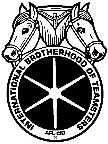 INTERNATIONAL BROTHERHOOD OF TEAMSTERS
AFL-CIO